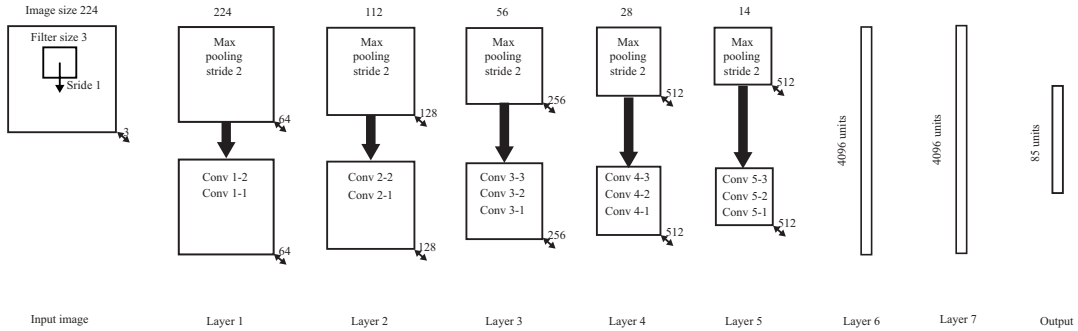 Image size 224
Filter size 3
Sride 1
3
Input image
224
Max
pooling
stride 2
64
Conv 1-2
Conv 1-1
64
Layer 1
112
Max
pooling
stride 2
128
Conv 2-2
Conv 2-1
128
Layer 2
56
Max
pooling
stride 2
256
Conv 3-3
Conv 3-2
Conv 3-1
256
Layer 3
28
Max
pooling
stride 2
512
Conv 4-3
Conv 4-2
Conv 4-1
512
Layer 4
14
Max
pooling
stride 2
512
Conv 5-3
Conv 5-2
Conv 5-1
512
Layer 5
4096 units
Layer 6
4096 units
Layer 7
85 units
Output